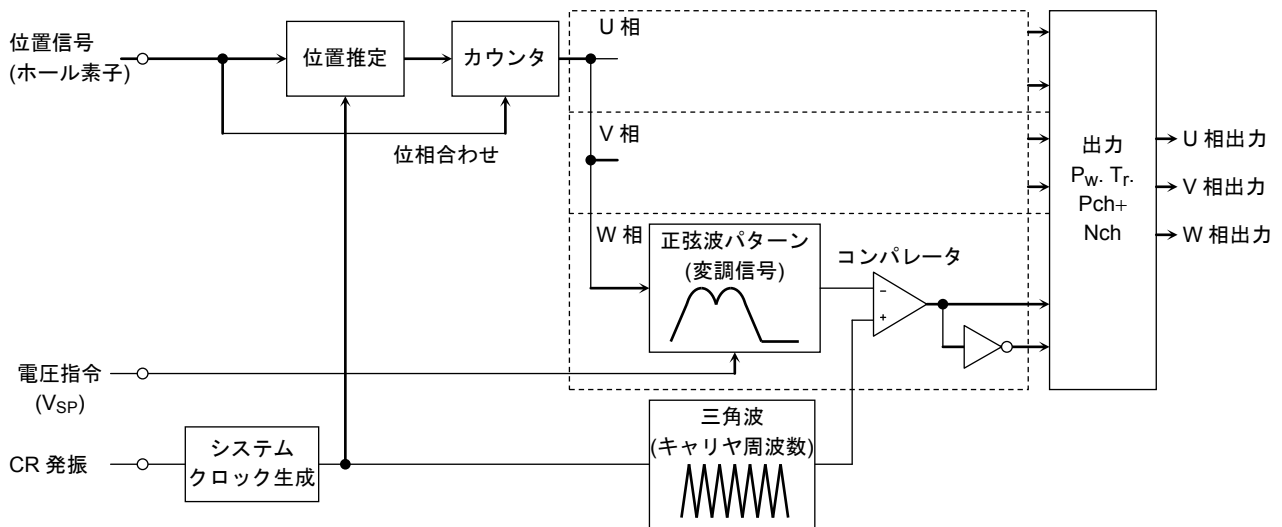 位置信号
(ホール素子)
位置推定
カウンタ
位相合わせ
U 相
V 相
W 相
正弦波パターン
(変調信号)
コンパレータ
-
+
出力
Pw. Tr.
Pch+
Nch
U 相出力
V 相出力
W 相出力
電圧指令
(VSP)
CR 発振
システム
クロック生成
三角波
(キャリヤ周波数)